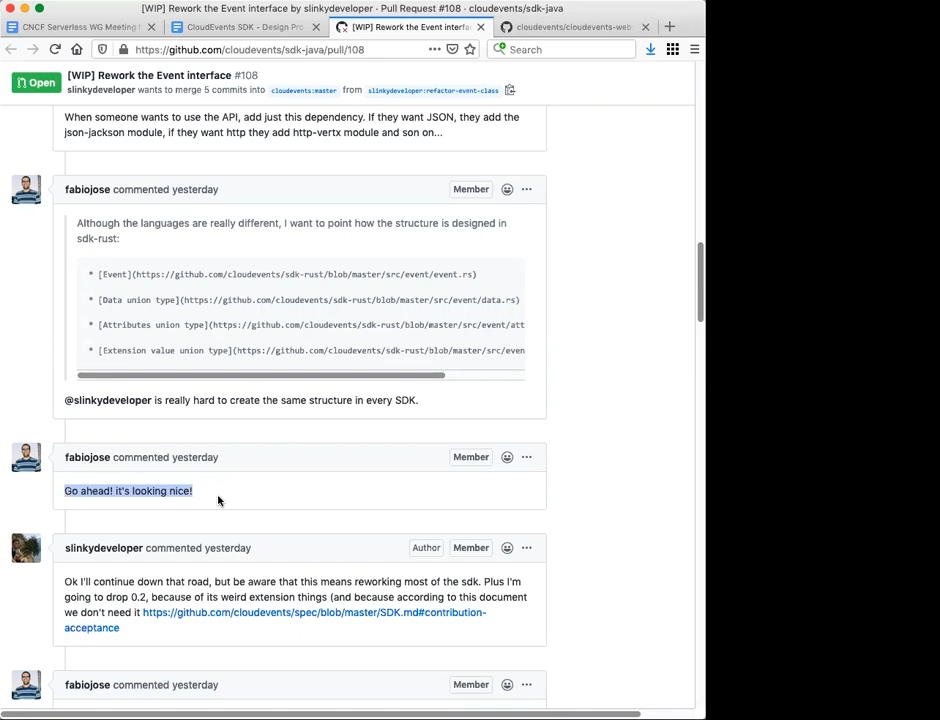 [WIP] Rework the Event interface by slinkydeveloper · Pull Request #108 · cloudevents/sdk-java
CNCF Serverless WG Meeting
CloudEvents SDK - Design Pro
[WIP] Rework the Event interfac
cloudevents/cloudevents-web
https://github.com/cloudevents/sdk-java/pull/108
Search
Open
[WIP] Rework the Event interface #108
slinkydeveloper wants to merge 5 commits into cloudevents:master from slinkydeveloper:refactor-event-class
When someone wants to use the API, add just this dependency. If they want JSON, they add the
json-jackson module, if they want http they add http-vertx module and son on...
fabiojose commented yesterday
Member
Although the languages are really different, I want to point how the structure is designed in
sdk-rust:
* [Event](https://github.com/cloudevents/sdk-rust/blob/master/src/event/event.rs)
* [Data union type](https://github.com/cloudevents/sdk-rust/blob/master/src/event/data.rs)
* [Attributes union type](https://github.com/cloudevents/sdk-rust/blob/master/src/event/att
* [Extension value union type](https://github.com/cloudevents/sdk-rust/blob/master/src/even
@slinkydeveloper is really hard to create the same structure in every SDK.
fabiojose commented yesterday
Member
Go ahead! it's looking nice!
slinkydeveloper commented yesterday
Author
Member
Ok I'll continue down that road, but be aware that this means reworking most of the sdk. Plus I'm
going to drop 0.2, because of its weird extension things (and because according to this document
we don't need it https://github.com/cloudevents/spec/blob/master/SDK.md#contribution-
acceptance
fabiojose commented yesterday
Member